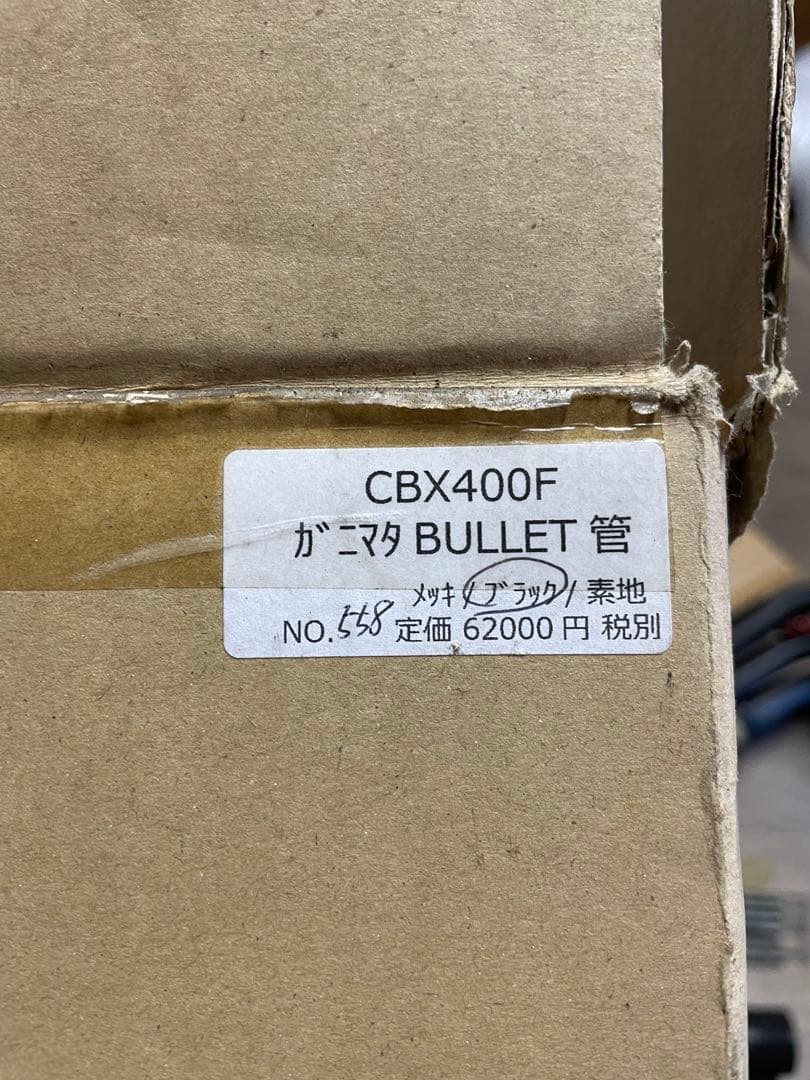 CBX400F
ｶﾞﾆﾏﾀ BULLET 管
ﾒｯｷ / ﾌﾞﾗｯｸ / 素地
NO.558 定価 62000 円 税別